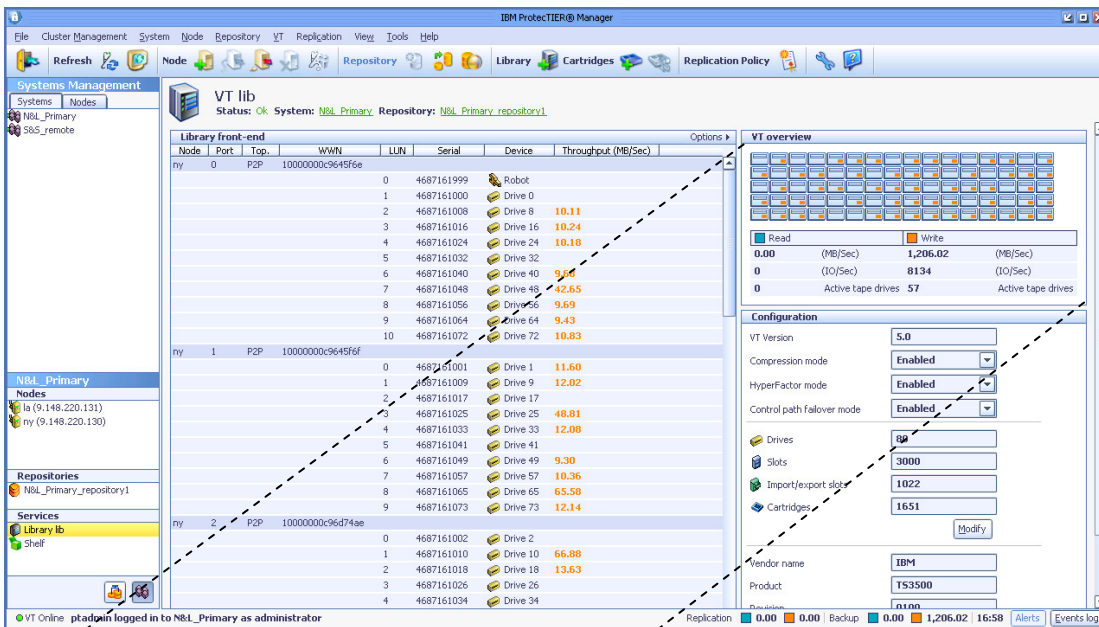 IBM ProtecTIER® Manager
File Cluster Management System Node Repository VT Replication View Tools Help
Refresh Node Repository Library Cartridges Replication Policy
Systems Management
Systems Nodes
N&L_Primary
S&S_remote
VT lib
Status: Ok System: N&L_Primary Repository: N&L_Primary_repository1
Library front-end Options
Node Port Top. WWN LUN Serial Device Throughput (MB/Sec)
ny 0 P2P 10000000c9645f6e
0 4687161999 Robot
1 4687161000 Drive 0
2 4687161008 Drive 8 10.11
3 4687161016 Drive 16 10.24
4 4687161024 Drive 24 10.18
5 4687161032 Drive 32
6 4687161040 Drive 40
7 4687161048 Drive 48 42.65
8 4687161056 Drive 56 9.69
9 4687161064 Drive 64 9.43
10 4687161072 Drive 72 10.83
ny 1 P2P 10000000c9645f6f
0 4687161001 Drive 1 11.60
1 4687161009 Drive 9 12.02
2 4687161017 Drive 17
3 4687161025 Drive 25 48.81
4 4687161033 Drive 33 12.08
5 4687161041 Drive 41
6 4687161049 Drive 49 9.30
7 4687161057 Drive 57 10.36
8 4687161065 Drive 65 65.58
9 4687161073 Drive 73 12.14
ny 2 P2P 10000000c96d74ae
0 4687161002 Drive 2
1 4687161010 Drive 10 66.88
2 4687161018 Drive 18 13.63
3 4687161026 Drive 26
4 4687161034 Drive 34
N&L_Primary
Nodes
la (9.148.220.131)
ny (9.148.220.130)
Repositories
N&L_Primary_repository1
Services
Library lib
Shelf
VT overview
Read Write
0.00 (MB/Sec) 1,206.02 (MB/Sec)
0 (IO/Sec) 8134 (IO/Sec)
0 Active tape drives 57 Active tape drives
Configuration
VT Version 5.0
Compression mode Enabled
HyperFactor mode Enabled
Control path failover mode Enabled
Drives
Slots 3000
Import/export slots 1022
Cartridges 1651
Modify
Vendor name IBM
Product TS3500
Revision 0100
VT Online ptadmin logged in to N&L_Primary as administrator
Replication 0.00 0.00 Backup 0.00 1,206.02 16:58 Alerts Events log